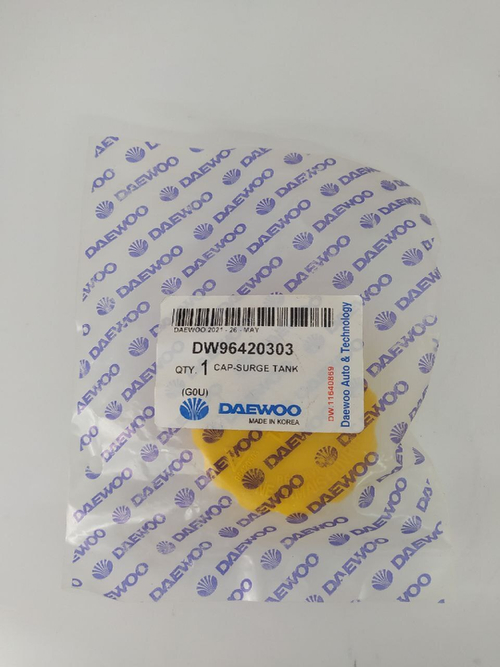 DAEWOO 2021 - 26 - MAY
DW96420303
QTY. 1 CAP-SURGE TANK
(G0U)
DAEWOO
MADE IN KOREA
DW.11640869
Daewoo Auto & Technology
DAEWOO